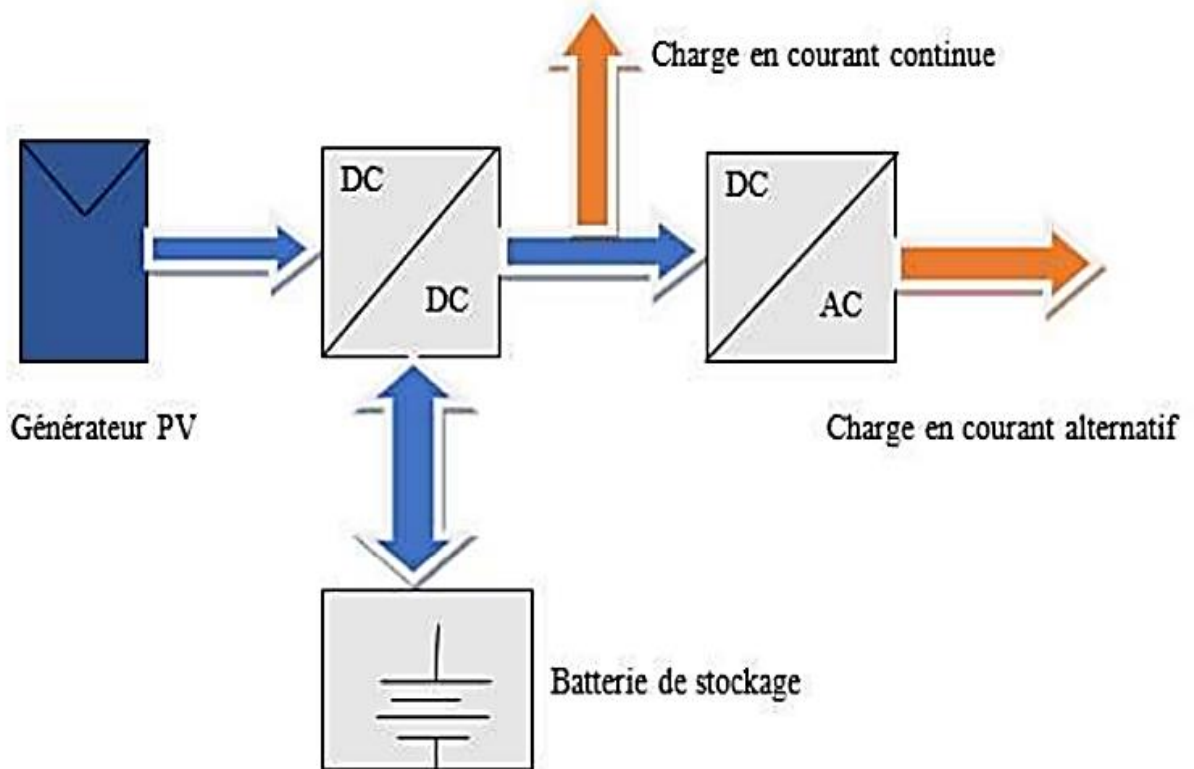 Charge en courant continue
DC
DC
DC
AC
Générateur PV
Charge en courant alternatif
Batterie de stockage